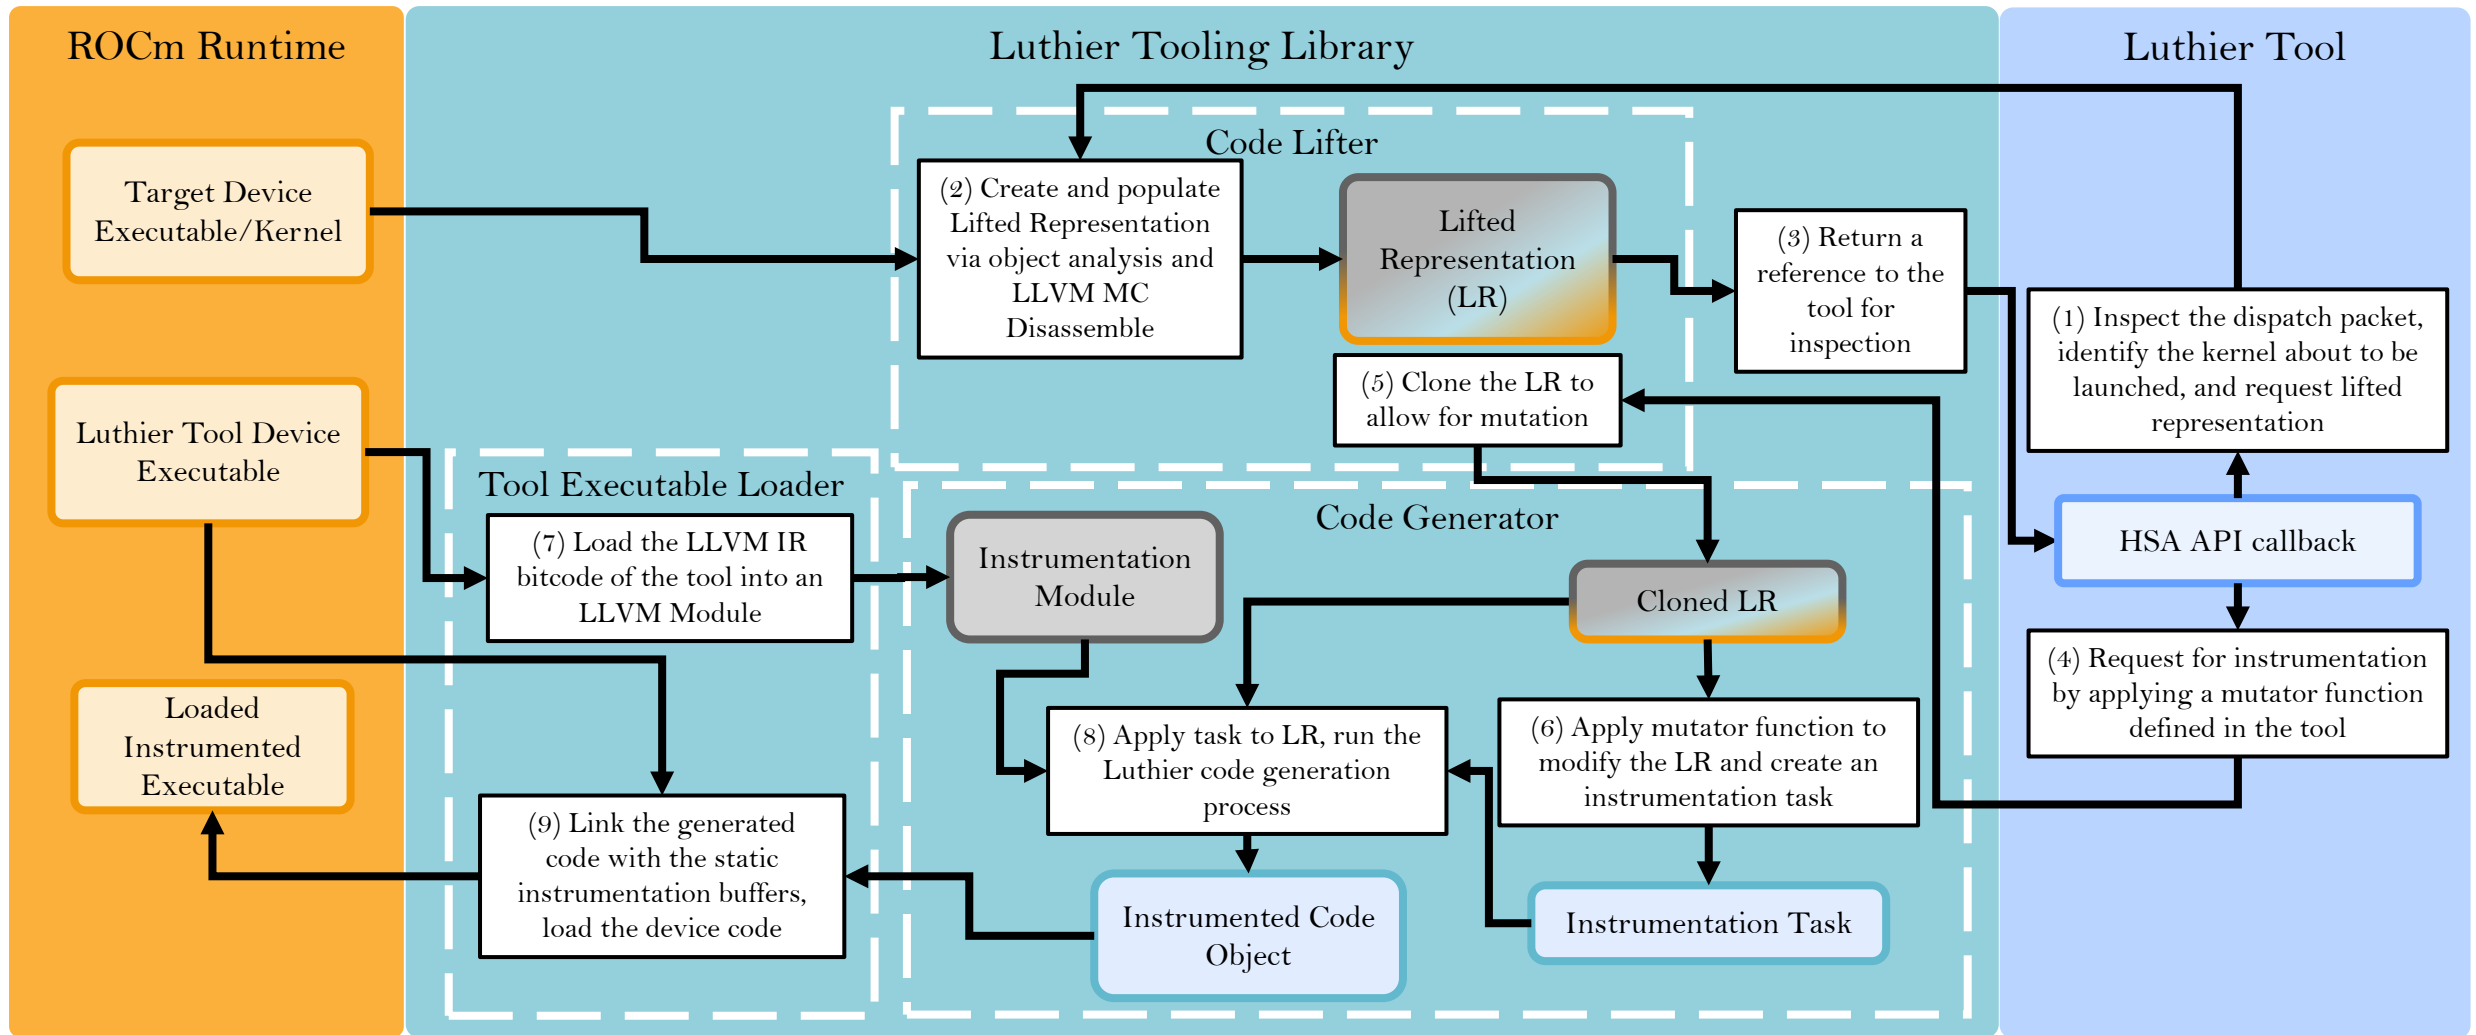 ROCm Runtime
Luthier Tooling Library
Luthier Tool
Target Device
Executable/Kernel
Luthier Tool Device
Executable
Loaded
Instrumented
Executable
Code Lifter
(2) Create and populate
Lifted Representation
via object analysis and
LLVM MC
Disassemble
Lifted
Representation
(LR)
(3) Return a
reference to the
tool for
inspection
(5) Clone the LR to
allow for mutation
Tool Executable Loader
(7) Load the LLVM IR
bitcode of the tool into an
LLVM Module
(9) Link the generated
code with the static
instrumentation buffers,
load the device code
Code Generator
Instrumentation
Module
Cloned LR
(8) Apply task to LR, run the
Luthier code generation
process
(6) Apply mutator function to
modify the LR and create an
instrumentation task
Instrumented Code
Object
Instrumentation Task
(1) Inspect the dispatch packet,
identify the kernel about to be
launched, and request lifted
representation
HSA API callback
(4) Request for instrumentation
by applying a mutator function
defined in the tool